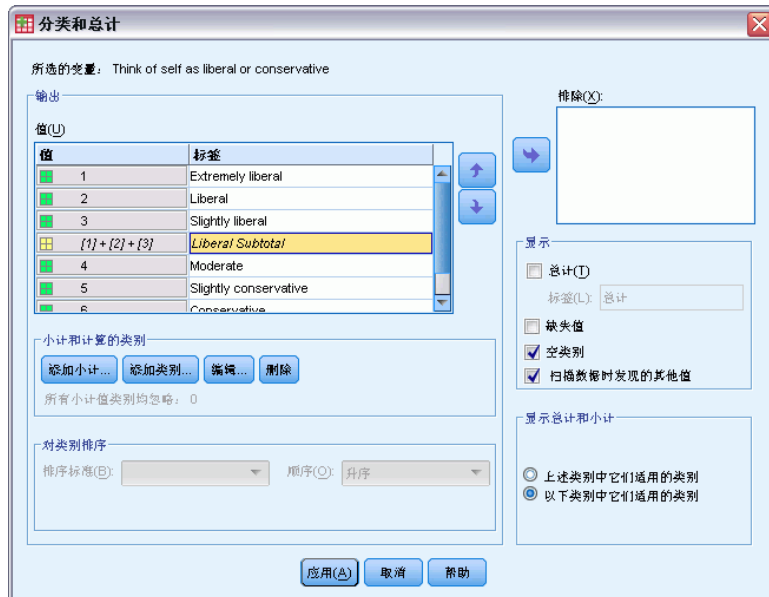 分类和总计
所选的变量： Think of self as liberal or conservative
输出
值(U)
值 标签
1 Extremely liberal
2 Liberal
3 Slightly liberal
[1] + [2] + [3] Liberal Subtotal
4 Moderate
5 Slightly conservative
6 Conservative
小计和计算的类别
添加小计... 添加类别... 编辑... 删除
所有小计值类别均忽略： 0
对类别排序
排序标准(B): 顺序(O): 升序
排除(X):
显示
总计(T)
标签(L): 总计
缺失值
空类别
扫描数据时发现的其他值
显示总计和小计
上述类别中它们适用的类别
以下类别中它们适用的类别
应用(A) 取消 帮助